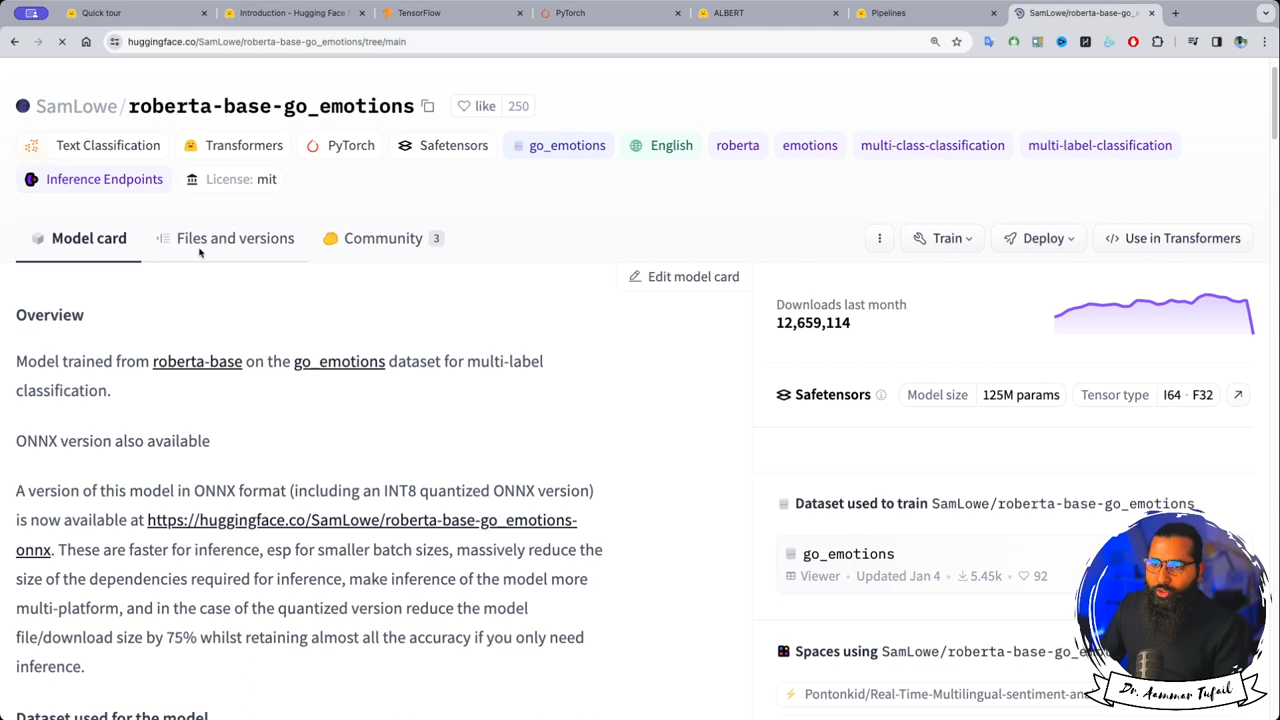 Quick tour
Introduction - Hugging Face
TensorFlow
PyTorch
ALBERT
Pipelines
SamLowe/roberta-base-go_e
huggingface.co/SamLowe/roberta-base-go_emotions/tree/main
SamLowe/roberta-base-go_emotions like 250
Text Classification Transformers PyTorch Safetensors go_emotions English roberta emotions multi-class-classification multi-label-classification
Inference Endpoints License: mit
Model card Files and versions Community 3 Train Deploy Use in Transformers
Edit model card
Overview
Model trained from roberta-base on the go_emotions dataset for multi-label
classification.
ONNX version also available
A version of this model in ONNX format (including an INT8 quantized ONNX version)
is now available at https://huggingface.co/SamLowe/roberta-base-go_emotions-
onnx. These are faster for inference, esp for smaller batch sizes, massively reduce the
size of the dependencies required for inference, make inference of the model more
multi-platform, and in the case of the quantized version reduce the model
file/download size by 75% whilst retaining almost all the accuracy if you only need
inference.
Dataset used for the model
Downloads last month
12,659,114
Safetensors Model size 125M params Tensor type I64 · F32
Dataset used to train SamLowe/roberta-base-go_emotions
go_emotions
Viewer • Updated Jan 4 • 5.45k • 92
Spaces using SamLowe/roberta-base-go_emo
Pontonkid/Real-Time-Multilingual-sentiment-an
Dr. Aammar Tufail